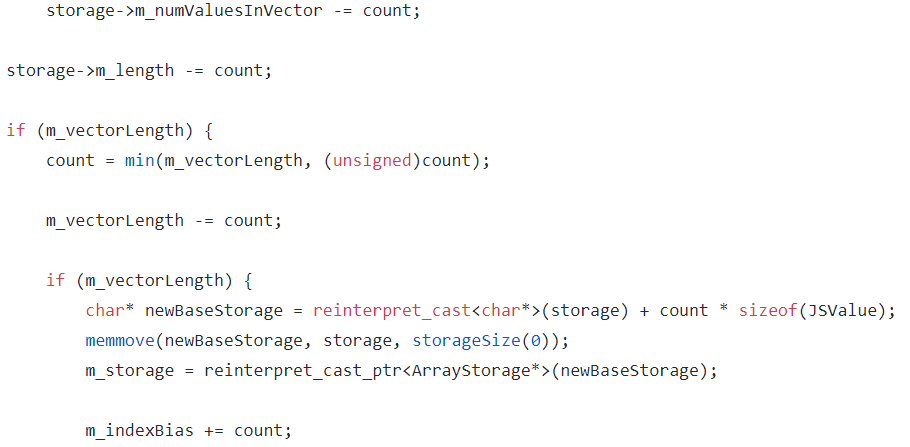 storage->m_numValuesInVector -= count;
storage->m_length -= count;
if (m_vectorLength) {
count = min(m_vectorLength, (unsigned)count);
m_vectorLength -= count;
if (m_vectorLength) {
char* newBaseStorage = reinterpret_cast<char*>(storage) + count * sizeof(JSValue);
memmove(newBaseStorage, storage, storageSize(0));
m_storage = reinterpret_cast_ptr<ArrayStorage*>(newBaseStorage);
m_indexBias += count;